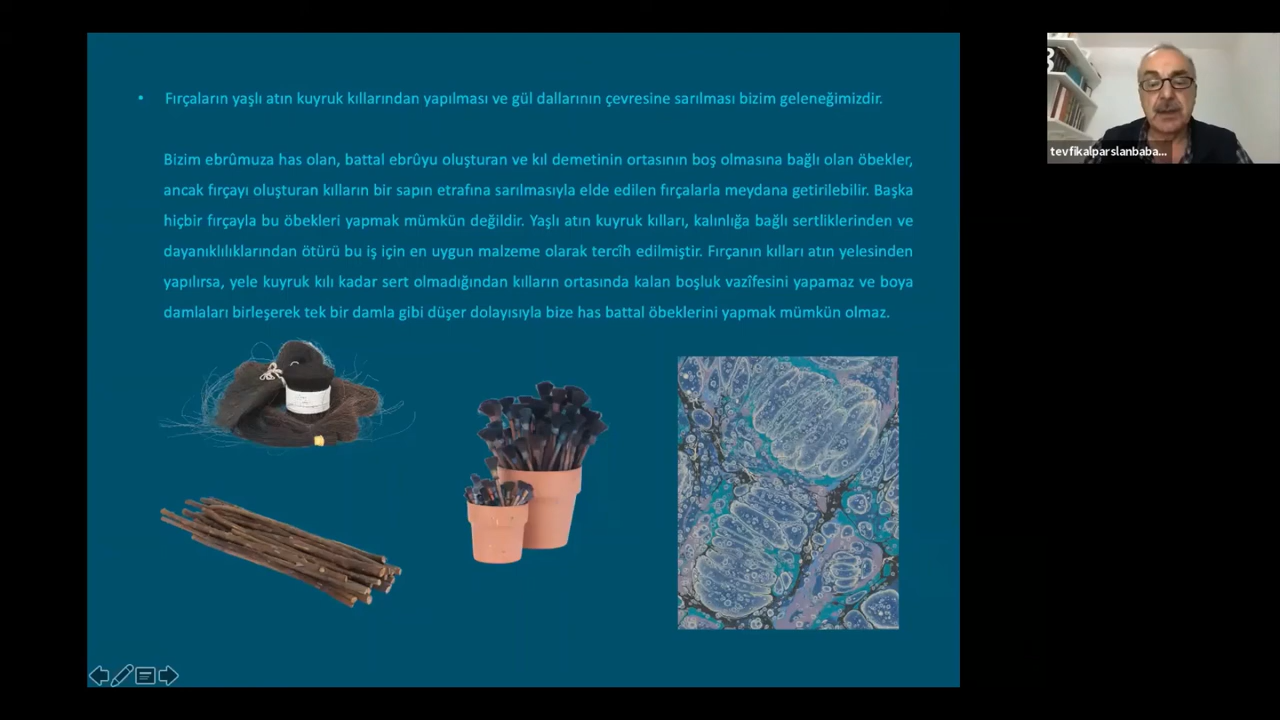 • Fırçaların yaşlı atın kuyruk kıllarından yapılması ve gül dallarının çevresine sarılması bizim geleneğimizdir.
Bizim ebrûmuza has olan, battal ebrûyu oluşturan ve kıl demetinin ortasının boş olmasına bağlı olan öbekler,
ancak fırçayı oluşturan kılların bir sapın etrafına sarılmasıyla elde edilen fırçalarla meydana getirilebilir. Başka
hiçbir fırçayla bu öbekleri yapmak mümkün değildir. Yaşlı atın kuyruk kılları, kalınlığa bağlı sertliklerinden ve
dayanıklılıklarından ötürü bu iş için en uygun malzeme olarak tercîh edilmiştir. Fırçanın kılları atın yelesinden
yapılırsa, yele kuyruk kılı kadar sert olmadığından kılların ortasında kalan boşluk vazîfesini yapamaz ve boya
damlaları birleşerek tek bir damla gibi düşer dolayısıyla bize has battal öbeklerini yapmak mümkün olmaz.
tevfikalparslanbaba...